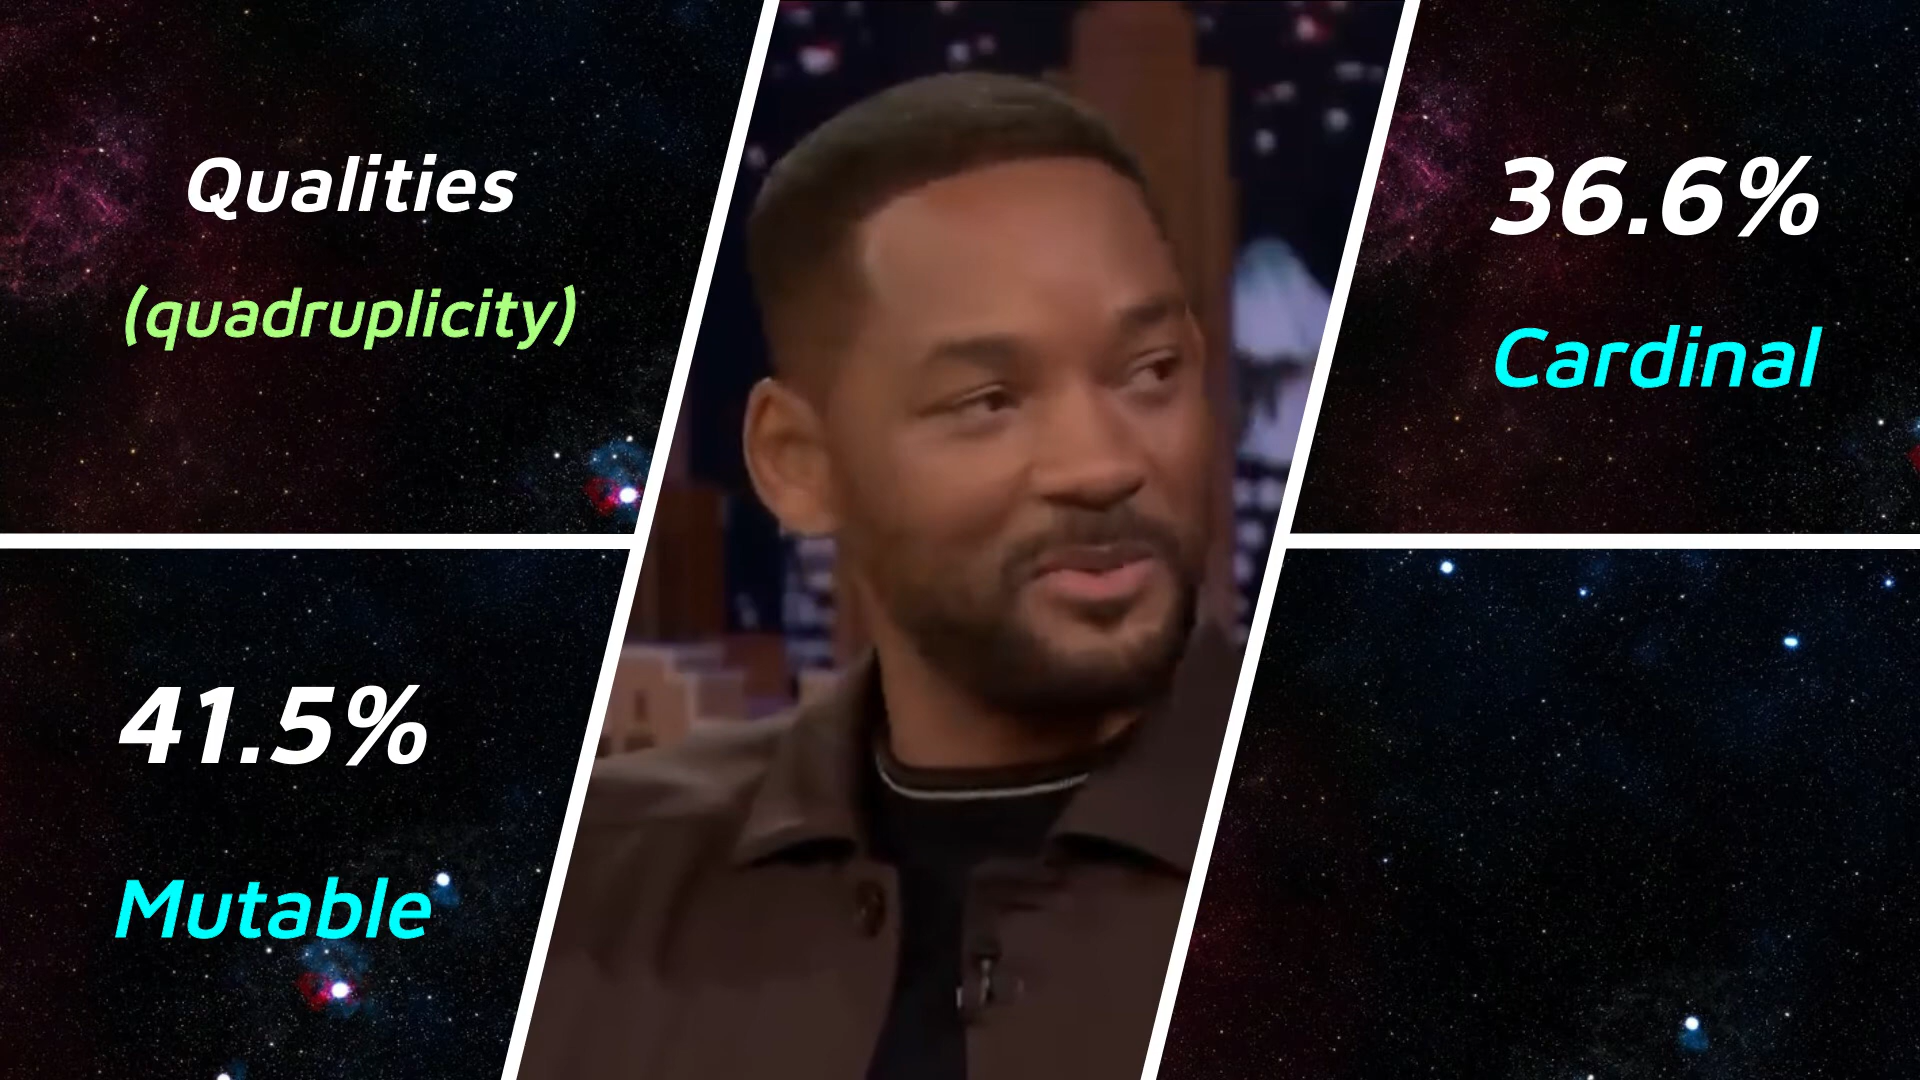 Qualities
(quadruplicity)
36.6%
Cardinal
41.5%
Mutable